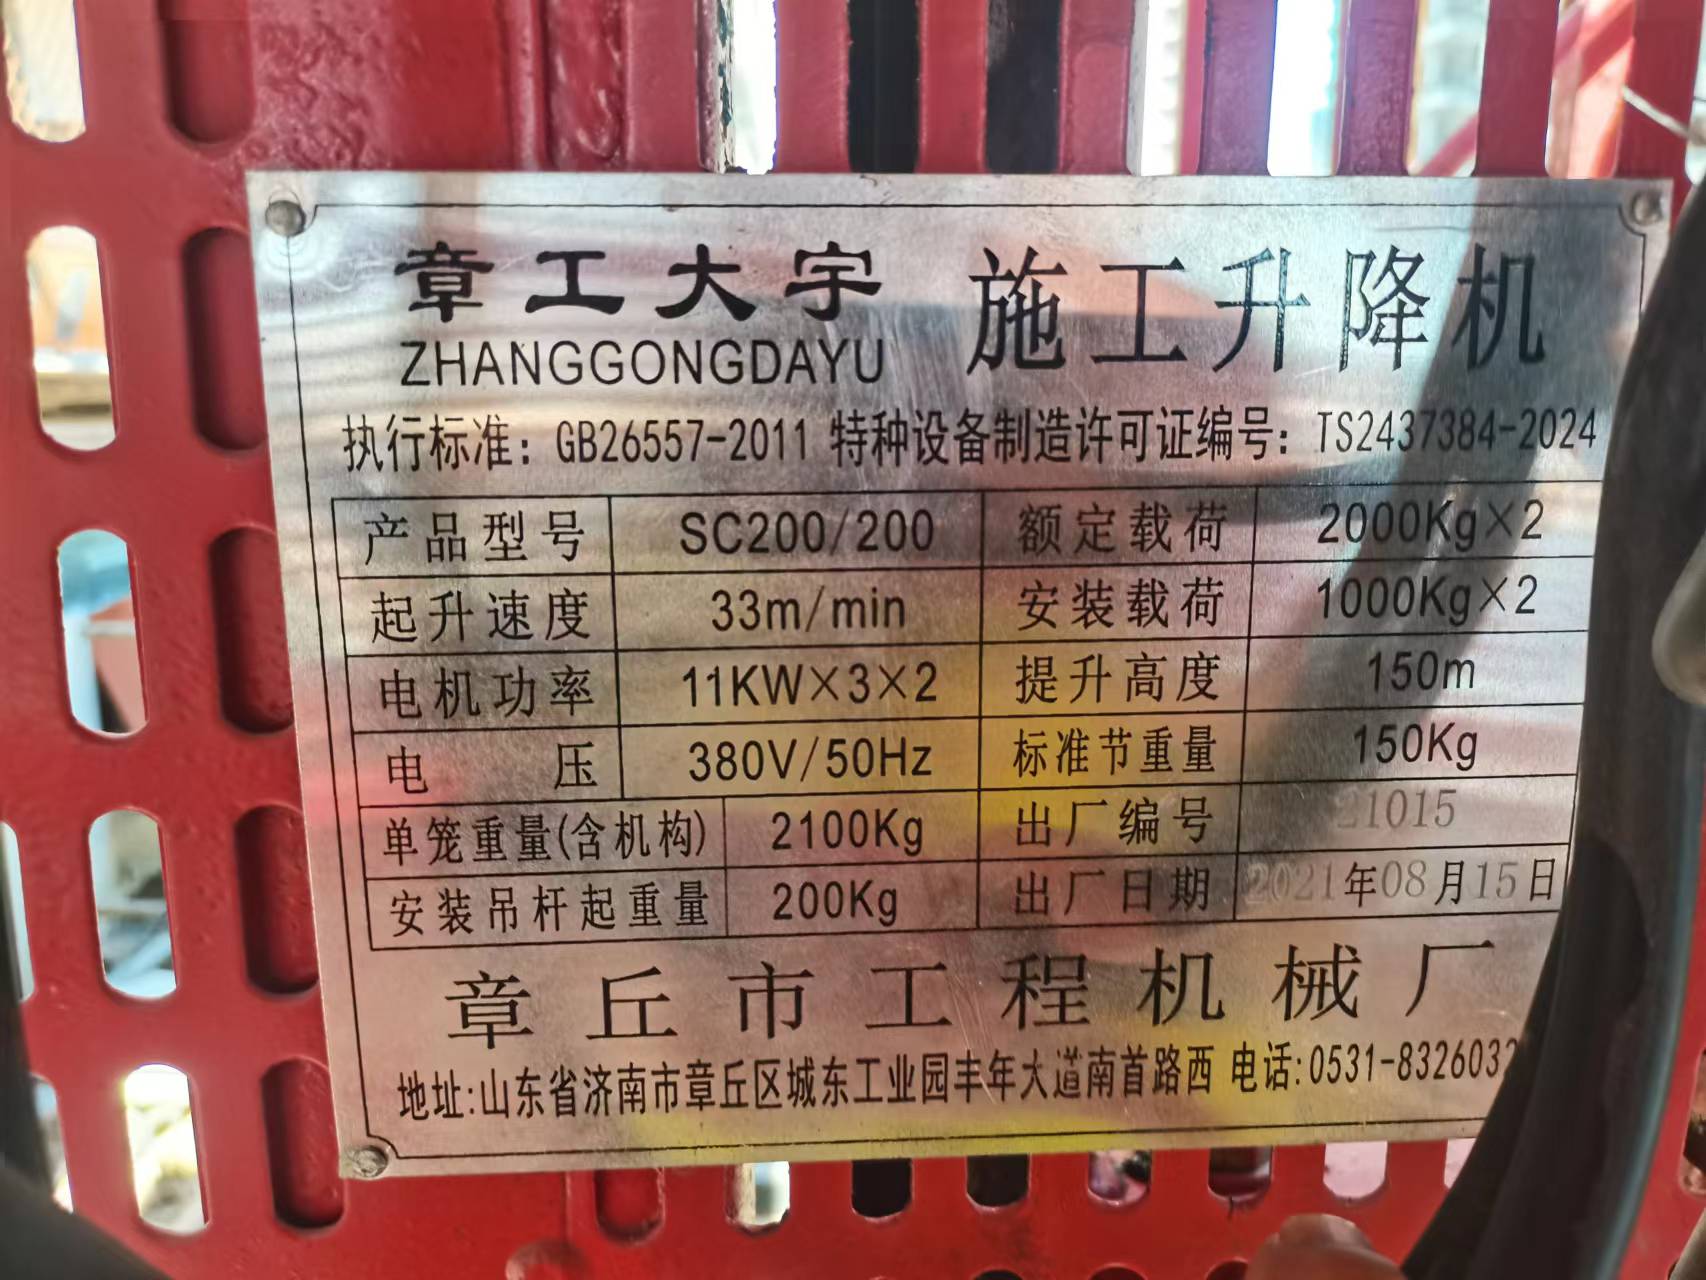 章工大宇 施工升降机
ZHANGGONGDAYU
执行标准：GB26557-2011 特种设备制造许可证编号：TS2437384-2024
产品型号 SC200/200 额定载荷 2000Kg×2
起升速度 33m/min 安装载荷 1000Kg×2
电机功率 11KW×3×2 提升高度 150m
电 压 380V/50Hz 标准节重量 150Kg
单笼重量(含机构) 2100Kg 出厂编号 21015
安装吊杆起重量 200Kg 出厂日期 2021年08月15日
章丘市工程机械厂
地址:山东省济南市章丘区城东工业园丰年大道南首路西 电话:0531-8326032